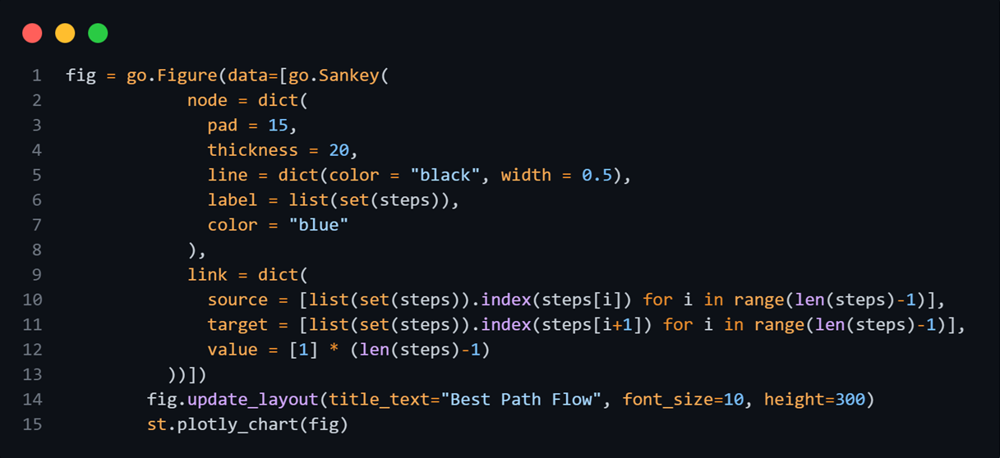 1 fig = go.Figure(data=[go.Sankey(
2 node = dict(
3 pad = 15,
4 thickness = 20,
5 line = dict(color = "black", width = 0.5),
6 label = list(set(steps)),
7 color = "blue"
8 ),
9 link = dict(
10 source = [list(set(steps)).index(steps[i]) for i in range(len(steps)-1)],
11 target = [list(set(steps)).index(steps[i+1]) for i in range(len(steps)-1)],
12 value = [1] * (len(steps)-1)
13 ))])
14 fig.update_layout(title_text="Best Path Flow", font_size=10, height=300)
15 st.plotly_chart(fig)